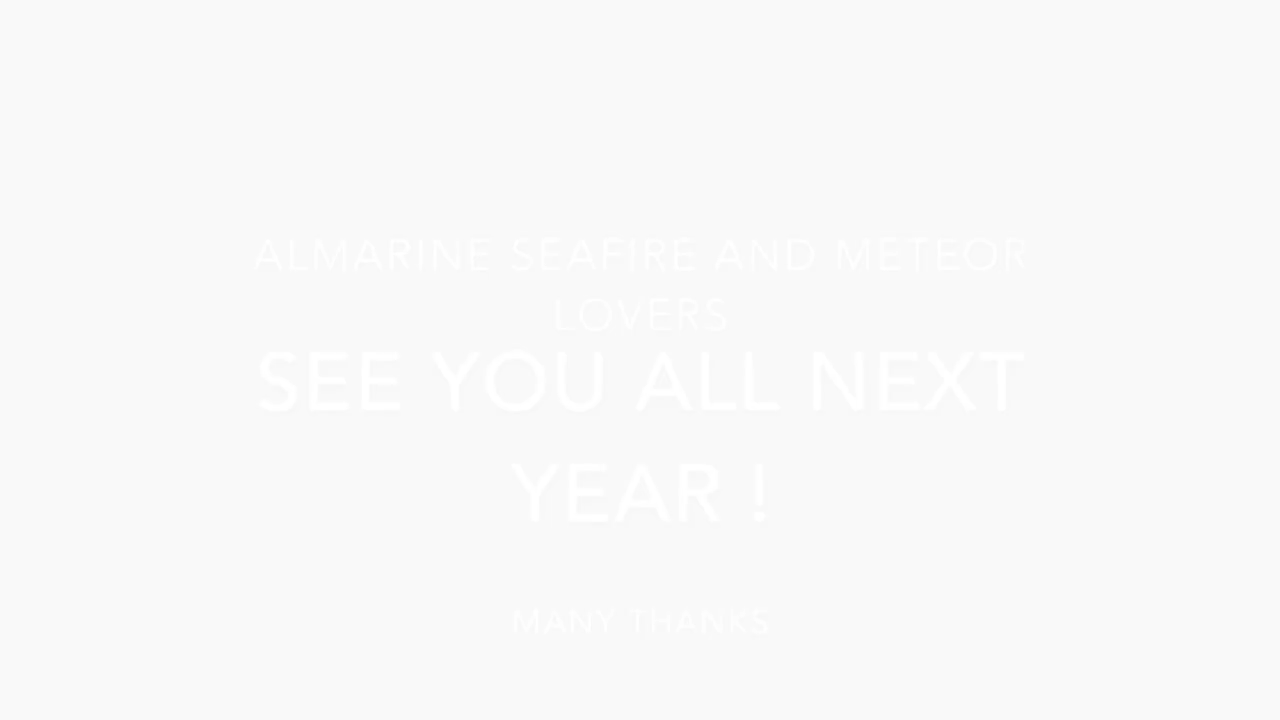 ALMARINE SEAFIRE AND METEOR
LOVERS
SEE YOU ALL NEXT
YEAR !
MANY THANKS